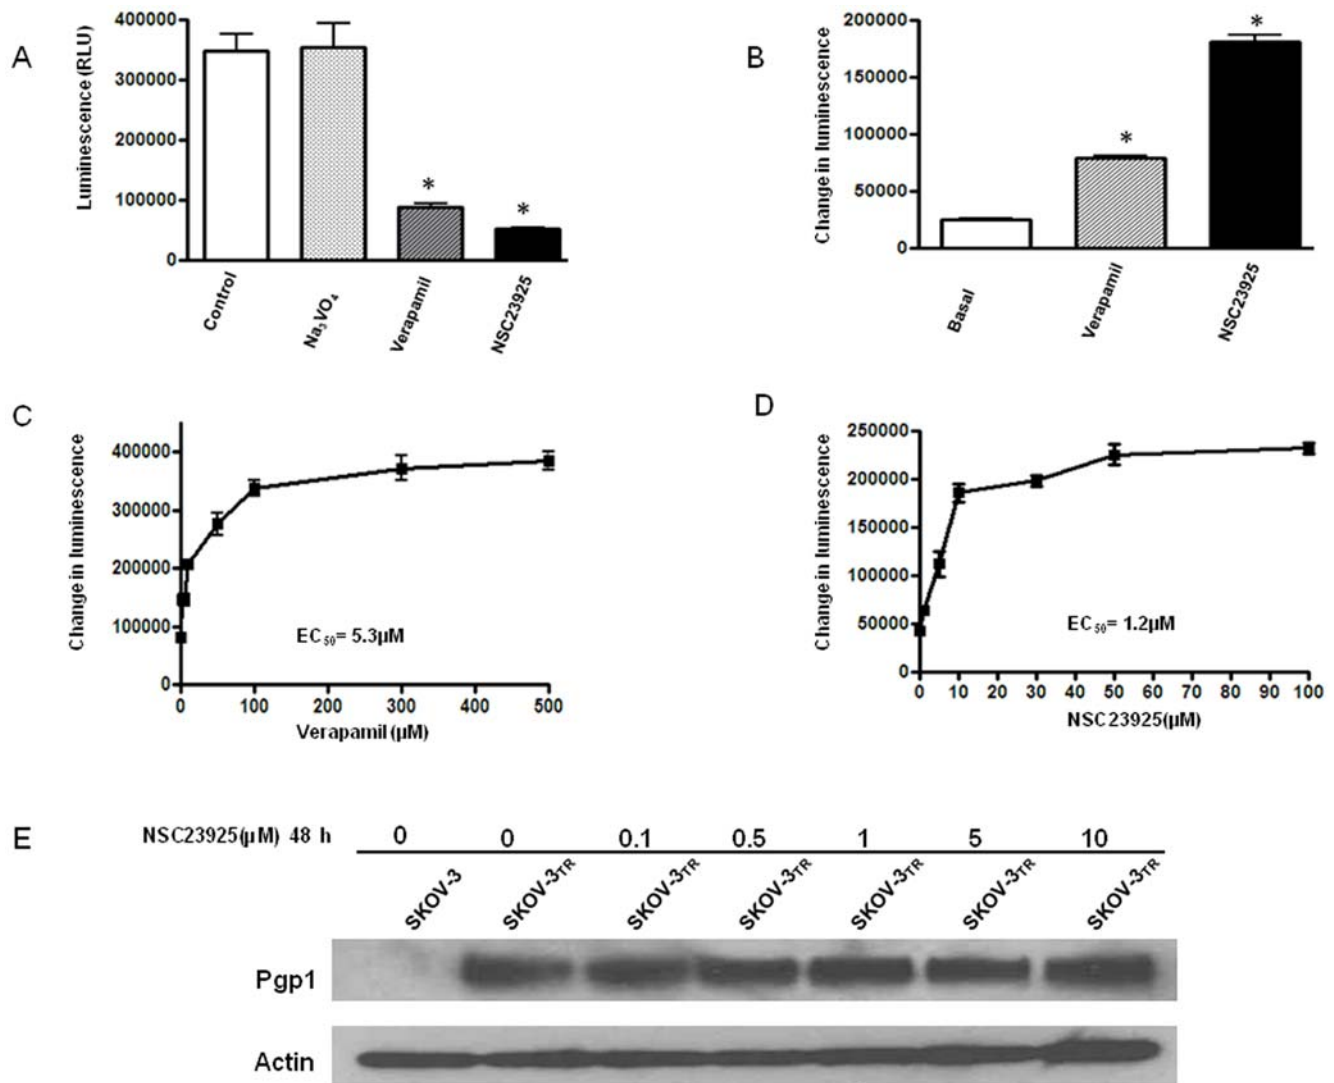 A
Luminescence (RLU)
400000
300000
200000
100000
0
Control
Na₃VO₄
Verapamil
NSC23925
*
*
B
Change in luminescence
200000
150000
100000
50000
0
Basal
Verapamil
NSC23925
*
*
C
Change in luminescence
400000
300000
200000
100000
0
0 100 200 300 400 500
EC₅₀= 5.3µM
Verapamil (µM)
D
Change in luminescence
250000
200000
150000
100000
50000
0
0 10 20 30 40 50 60 70 80 90 100
EC₅₀= 1.2µM
NSC23925(µM)
E
NSC23925(µM) 48 h 0 0 0.1 0.5 1 5 10
SKOV-3 SKOV-3TR SKOV-3TR SKOV-3TR SKOV-3TR SKOV-3TR SKOV-3TR
Pgp1
Actin